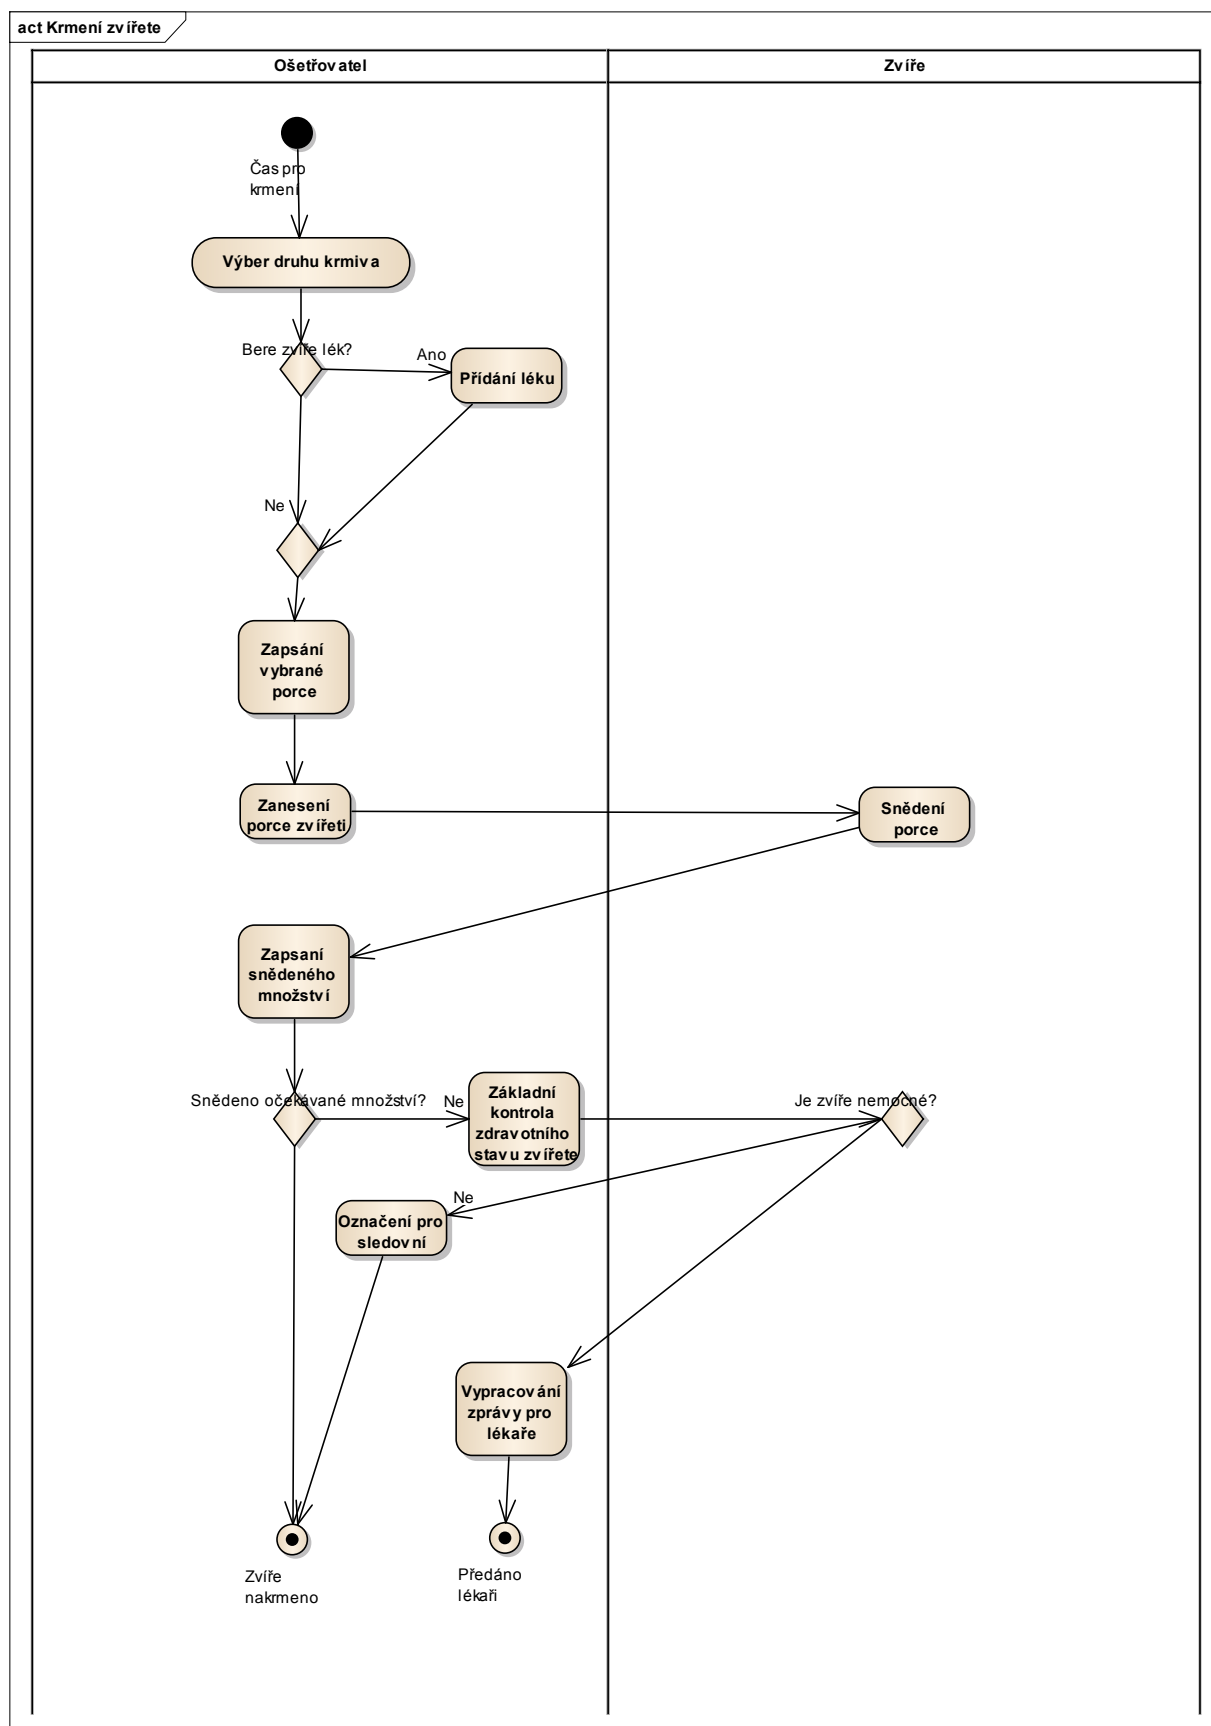 act Krmení zvířete
Ošetřovatel
Zvíře
Čas pro
krmení
Výber druhu krmiva
Bere zvíře lék?
Ano
Přídání léku
Ne
Zapsání
vybrané
porce
Zanesení
porce zvířeti
Snědení
porce
Zapsaní
snědeného
množství
Snědeno očekávané množství?
Ne
Základní
kontrola
zdravotního
stavu zvířete
Je zvíře nemocné?
Ne
Označení pro
sledovní
Vypracování
zprávy pro
lékaře
Zvíře
nakrmeno
Předáno
lékaři